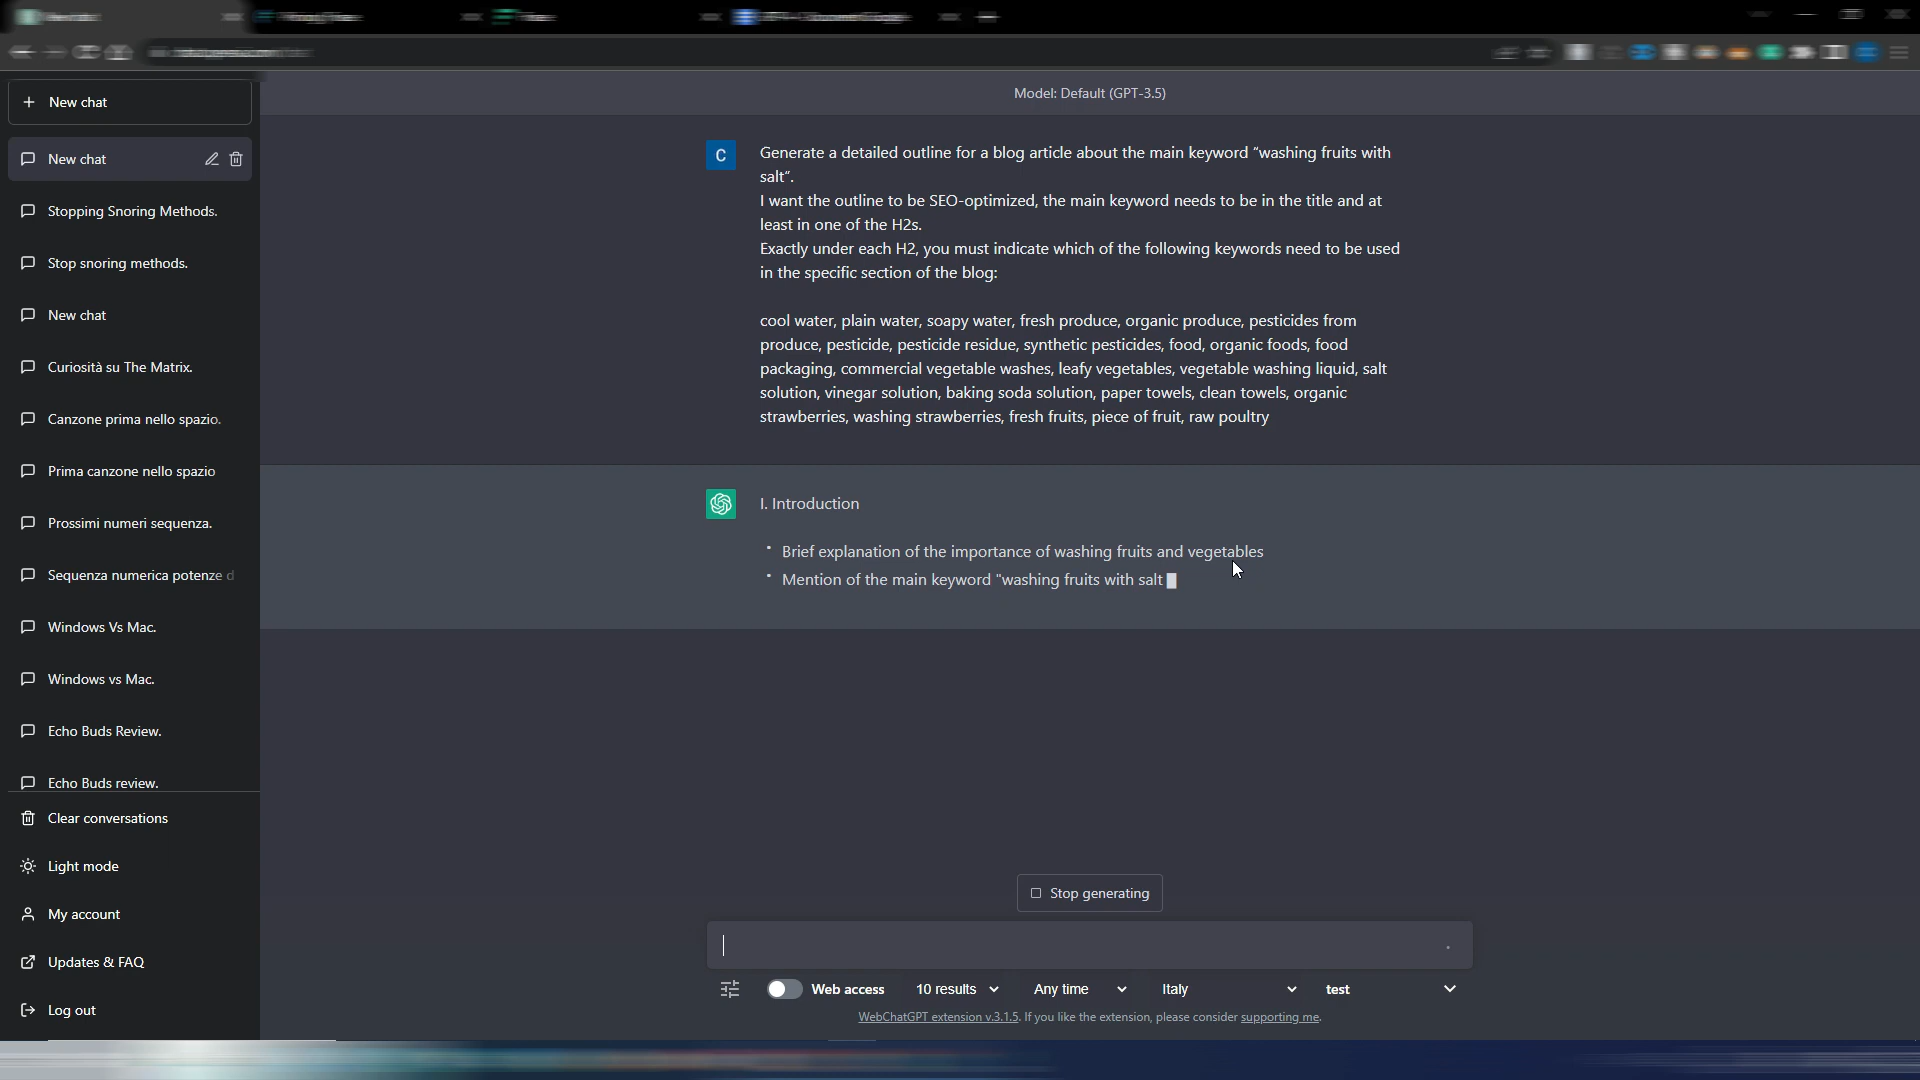 + New chat
New chat
Stopping Snoring Methods.
Stop snoring methods.
New chat
Curiosità su The Matrix.
Canzone prima nello spazio.
Prima canzone nello spazio
Prossimi numeri sequenza.
Sequenza numerica potenze d
Windows Vs Mac.
Windows vs Mac.
Echo Buds Review.
Echo Buds review.
Clear conversations
Light mode
My account
Updates & FAQ
Log out
Model: Default (GPT-3.5)
C
Generate a detailed outline for a blog article about the main keyword “washing fruits with
salt”.
I want the outline to be SEO-optimized, the main keyword needs to be in the title and at
least in one of the H2s.
Exactly under each H2, you must indicate which of the following keywords need to be used
in the specific section of the blog:
cool water, plain water, soapy water, fresh produce, organic produce, pesticides from
produce, pesticide, pesticide residue, synthetic pesticides, food, organic foods, food
packaging, commercial vegetable washes, leafy vegetables, vegetable washing liquid, salt
solution, vinegar solution, baking soda solution, paper towels, clean towels, organic
strawberries, washing strawberries, fresh fruits, piece of fruit, raw poultry
I. Introduction
• Brief explanation of the importance of washing fruits and vegetables
• Mention of the main keyword "washing fruits with salt
Stop generating
Web access 10 results Any time Italy test
WebChatGPT extension v.3.1.5. If you like the extension, please consider supporting me.